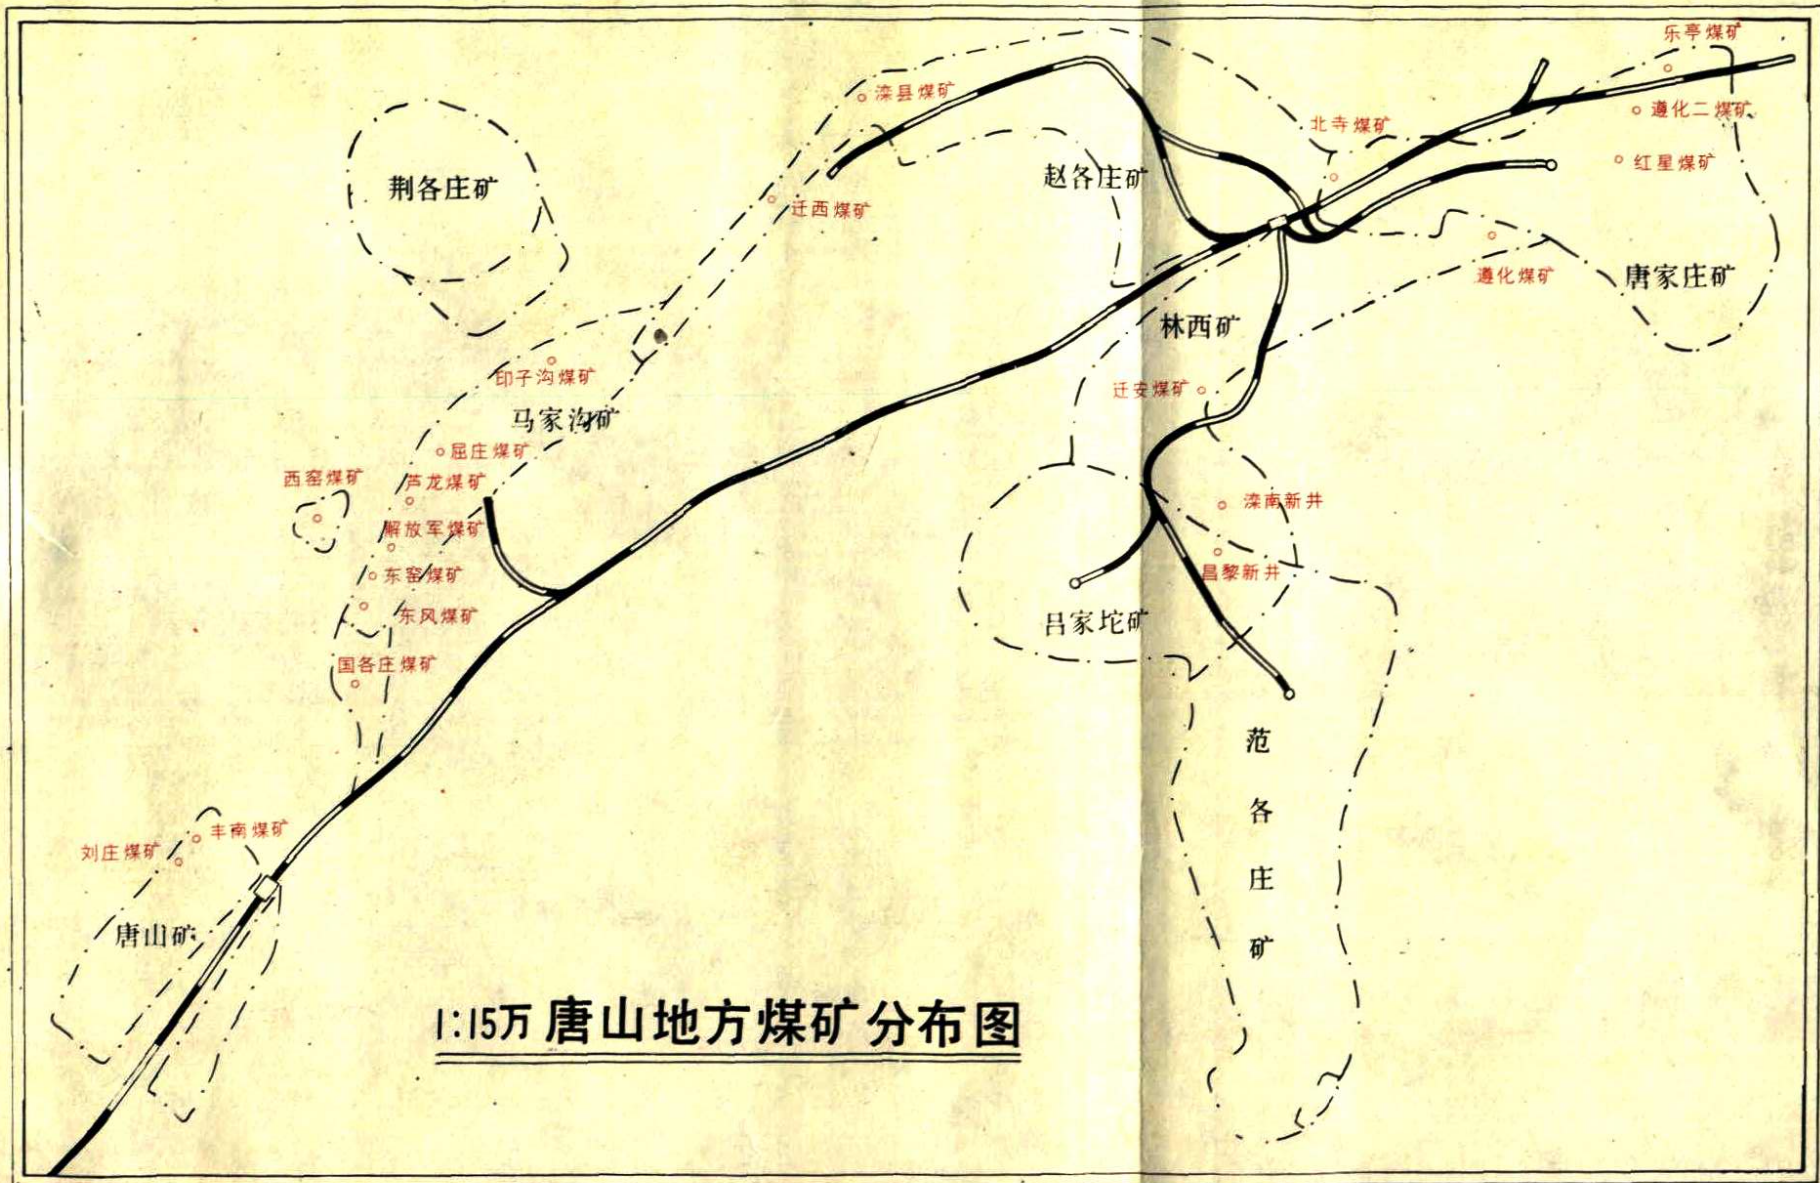 乐亭煤矿
滦县煤矿
遵化二煤矿
北寺煤矿
红星煤矿
赵各庄矿
荆各庄矿
迁西煤矿
遵化煤矿
唐家庄矿
林西矿
印子沟煤矿
迁安煤矿
马家沟矿
屈庄煤矿
西窑煤矿
芦龙煤矿
滦南新井
解放军煤矿
昌黎新井
东窑煤矿
东风煤矿
吕家坨矿
国各庄煤矿
范各庄矿
丰南煤矿
刘庄煤矿
唐山矿
1:15万 唐山地方煤矿分布图